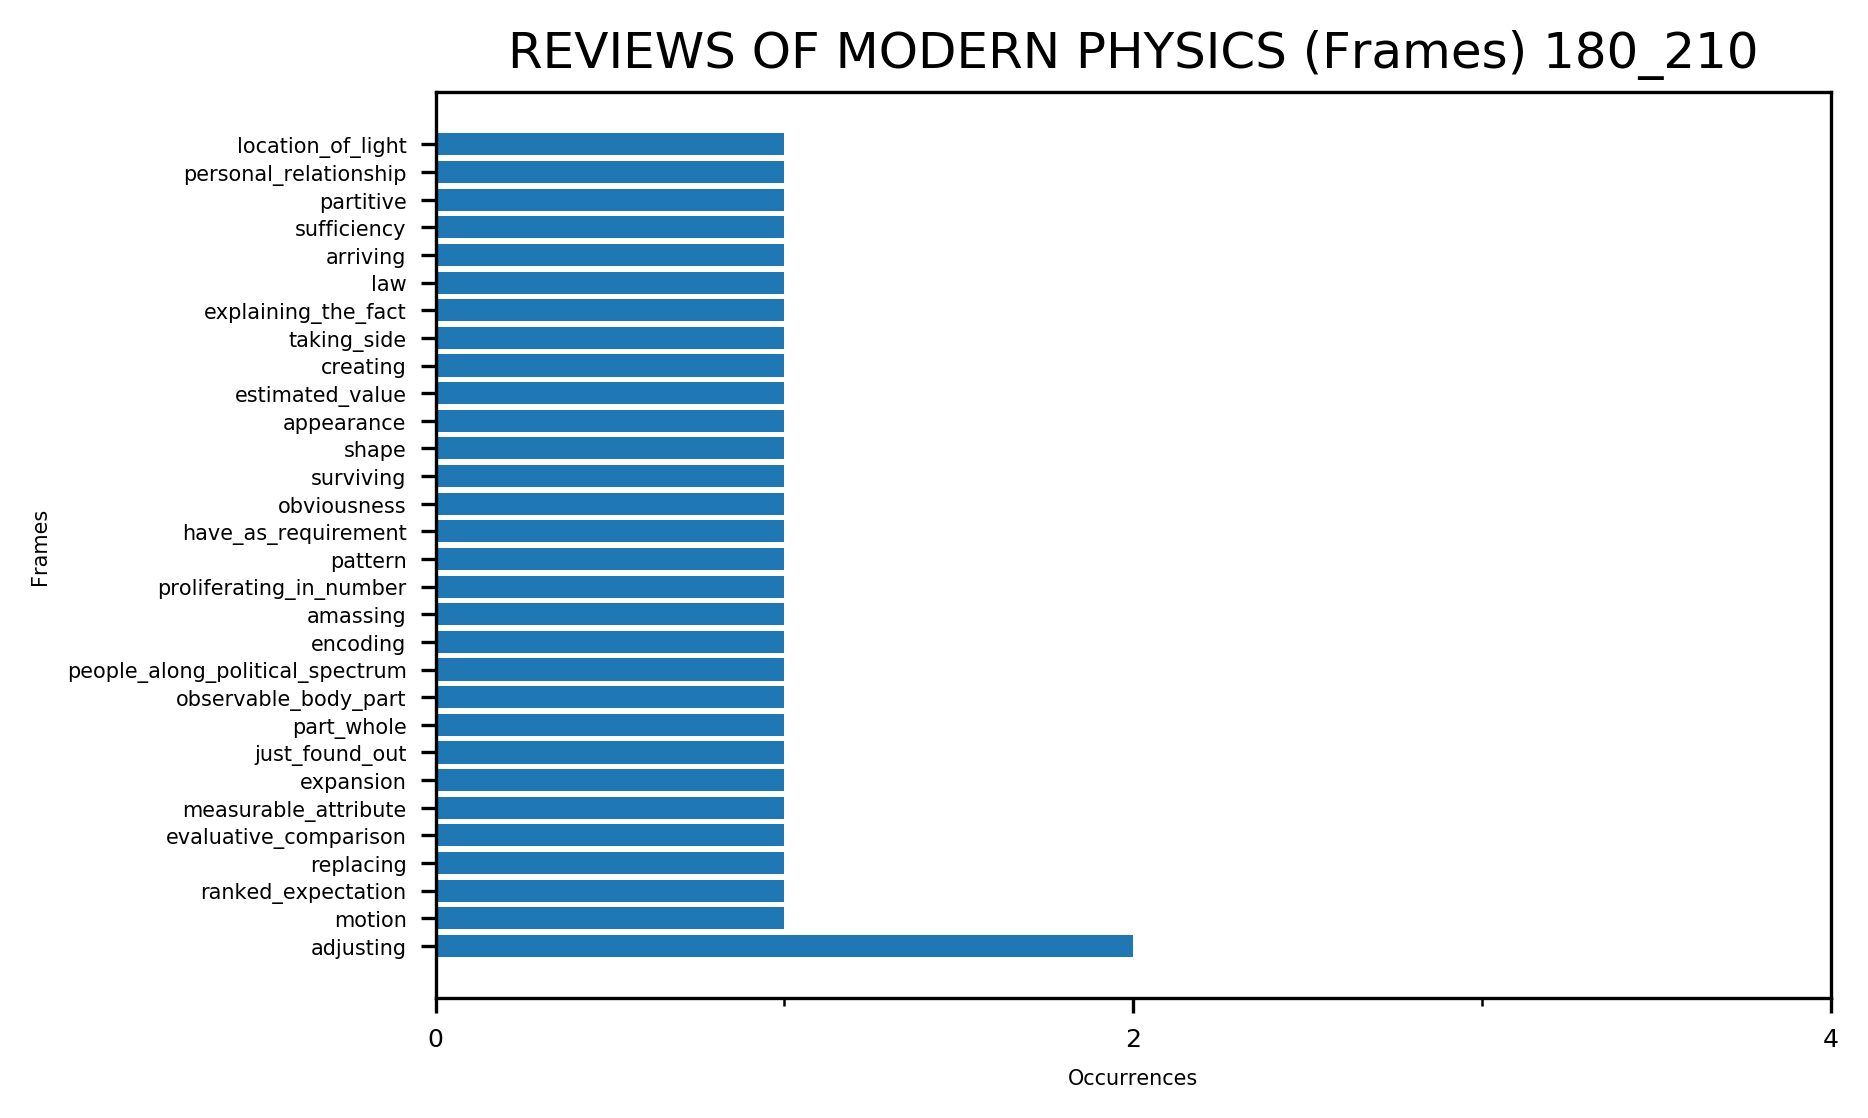 REVIEWS OF MODERN PHYSICS (Frames) 180_210
location_of_light
personal_relationship
partitive
sufficiency
arriving
law
explaining_the_fact
taking_side
creating
estimated_value
appearance
shape
surviving
obviousness
have_as_requirement
pattern
proliferating_in_number
amassing
encoding
people_along_political_spectrum
observable_body_part
part_whole
just_found_out
expansion
measurable_attribute
evaluative_comparison
replacing
ranked_expectation
motion
adjusting
Frames
0 2 4
Occurrences